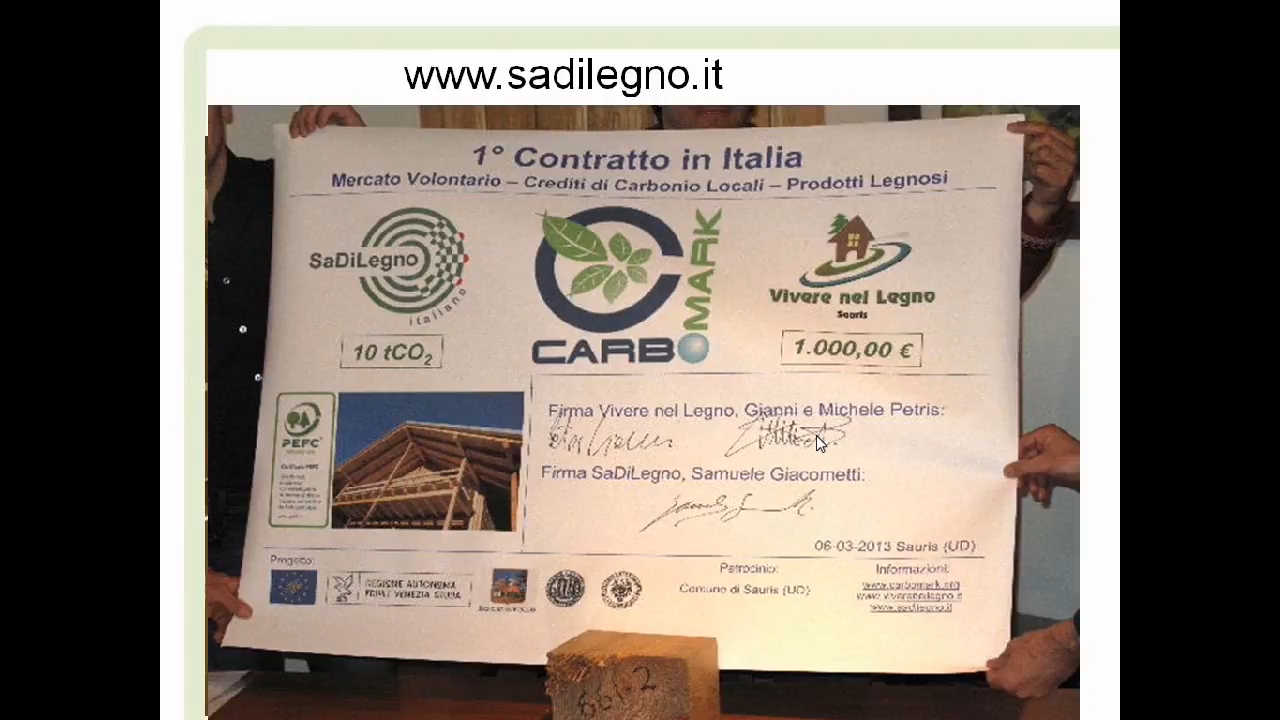 www.sadilegno.it
1° Contratto in Italia
Mercato Volontario – Crediti di Carbonio Locali – Prodotti Legnosi
SaDiLegno
italiano
10 tCO₂
CARBOMARK
Vivere nel Legno
Sauris
1.000,00 €
PEFC
Firma Vivere nel Legno, Gianni e Michele Petris:
Firma SaDiLegno, Samuele Giacometti:
06-03-2013 Sauris (UD)
Progetto:
REGIONE AUTONOMA
FRIULI VENEZIA GIULIA
Patrocinio:
Comune di Sauris (UD)
Informazioni:
www.carbomark.org
www.viverenellegno.it
www.sadilegno.it